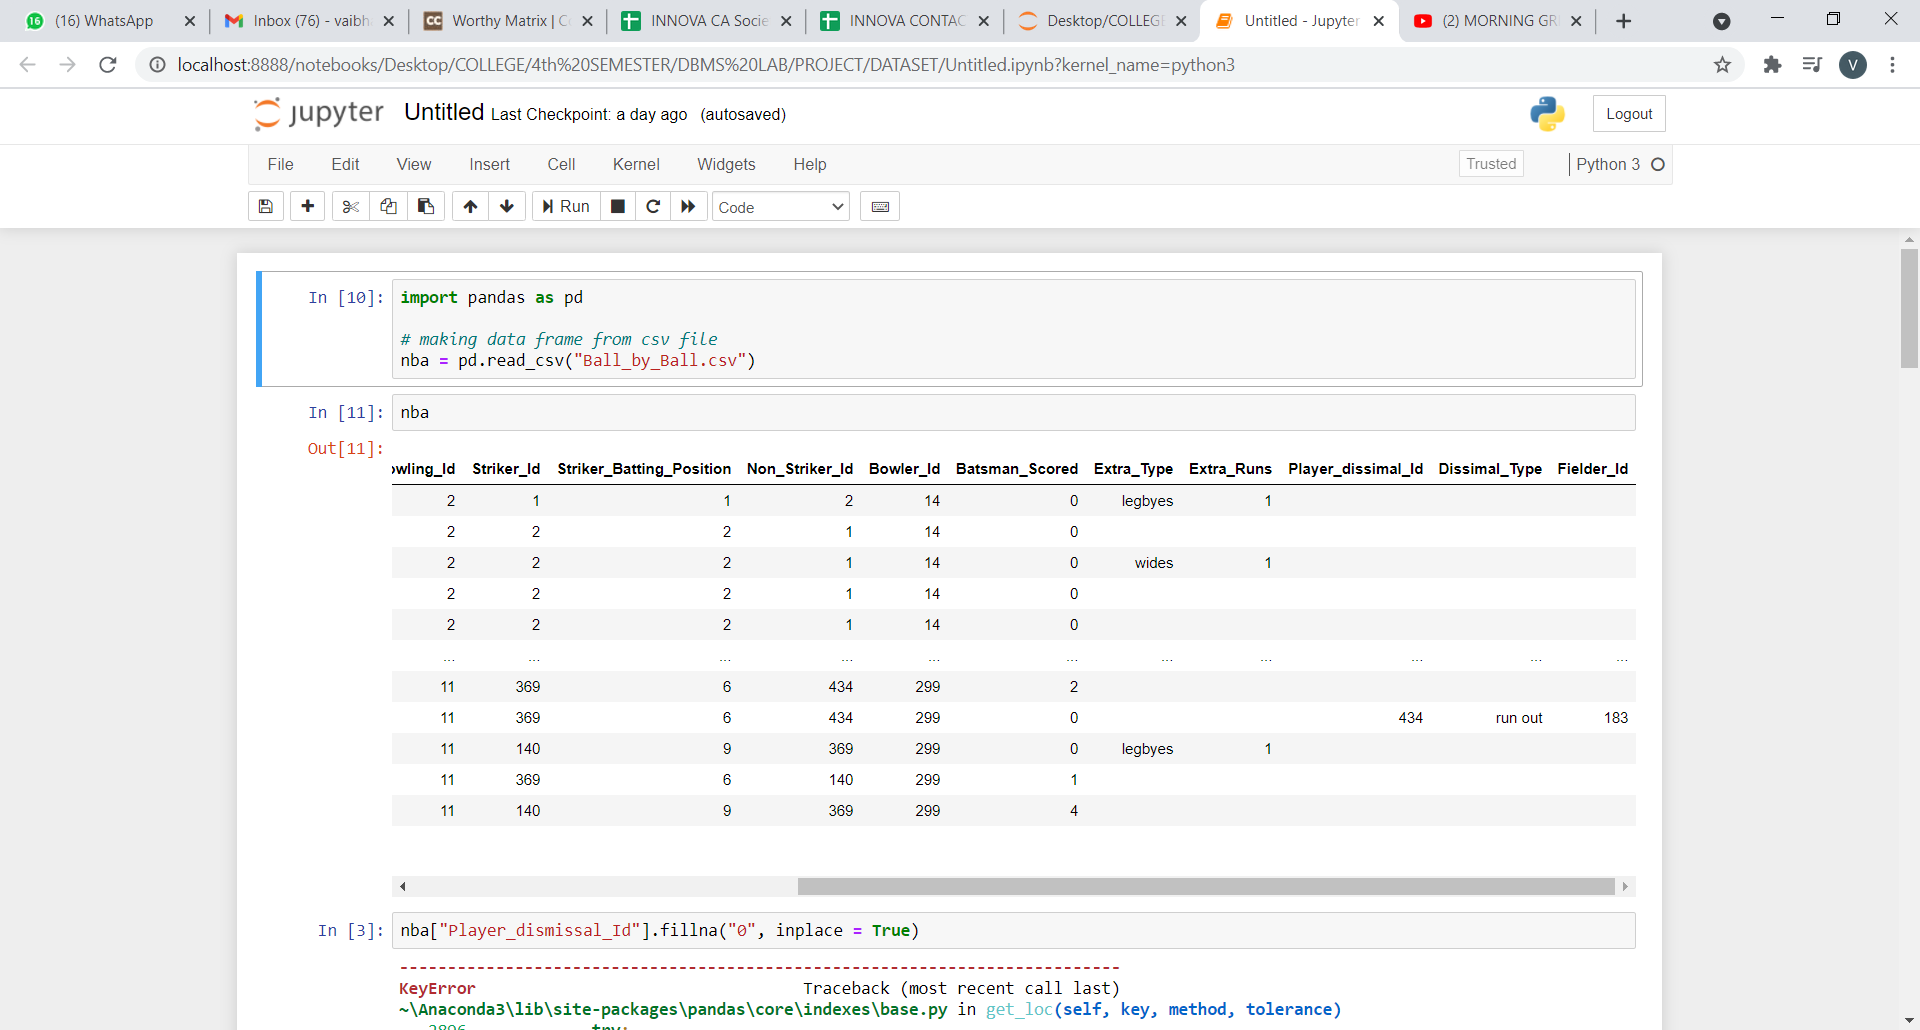 (16) WhatsApp
Inbox (76) - vaibh
Worthy Matrix | C
INNOVA CA Socie
INNOVA CONTAC
Desktop/COLLEGE
Untitled - Jupyter
(2) MORNING GR
localhost:8888/notebooks/Desktop/COLLEGE/4th%20SEMESTER/DBMS%20LAB/PROJECT/DATASET/Untitled.ipynb?kernel_name=python3
V
jupyter Untitled Last Checkpoint: a day ago (autosaved)
Logout
File Edit View Insert Cell Kernel Widgets Help
Trusted Python 3
Run Code
In [10]: import pandas as pd
# making data frame from csv file
nba = pd.read_csv("Ball_by_Ball.csv")
In [11]: nba
Out[11]:
owling_Id Striker_Id Striker_Batting_Position Non_Striker_Id Bowler_Id Batsman_Scored Extra_Type Extra_Runs Player_dissimal_Id Dissimal_Type Fielder_Id
2 1 1 2 14 0 legbyes 1
2 2 2 1 14 0
2 2 2 1 14 0 wides 1
2 2 2 1 14 0
2 2 2 1 14 0
... ... ... ... ... ... ... ... ... ... ...
11 369 6 434 299 2
11 369 6 434 299 0 434 run out 183
11 140 9 369 299 0 legbyes 1
11 369 6 140 299 1
11 140 9 369 299 4
In [3]: nba["Player_dismissal_Id"].fillna("0", inplace = True)
---------------------------------------------------------------------------
KeyError Traceback (most recent call last)
~\Anaconda3\lib\site-packages\pandas\core\indexes\base.py in get_loc(self, key, method, tolerance)
2896 try: